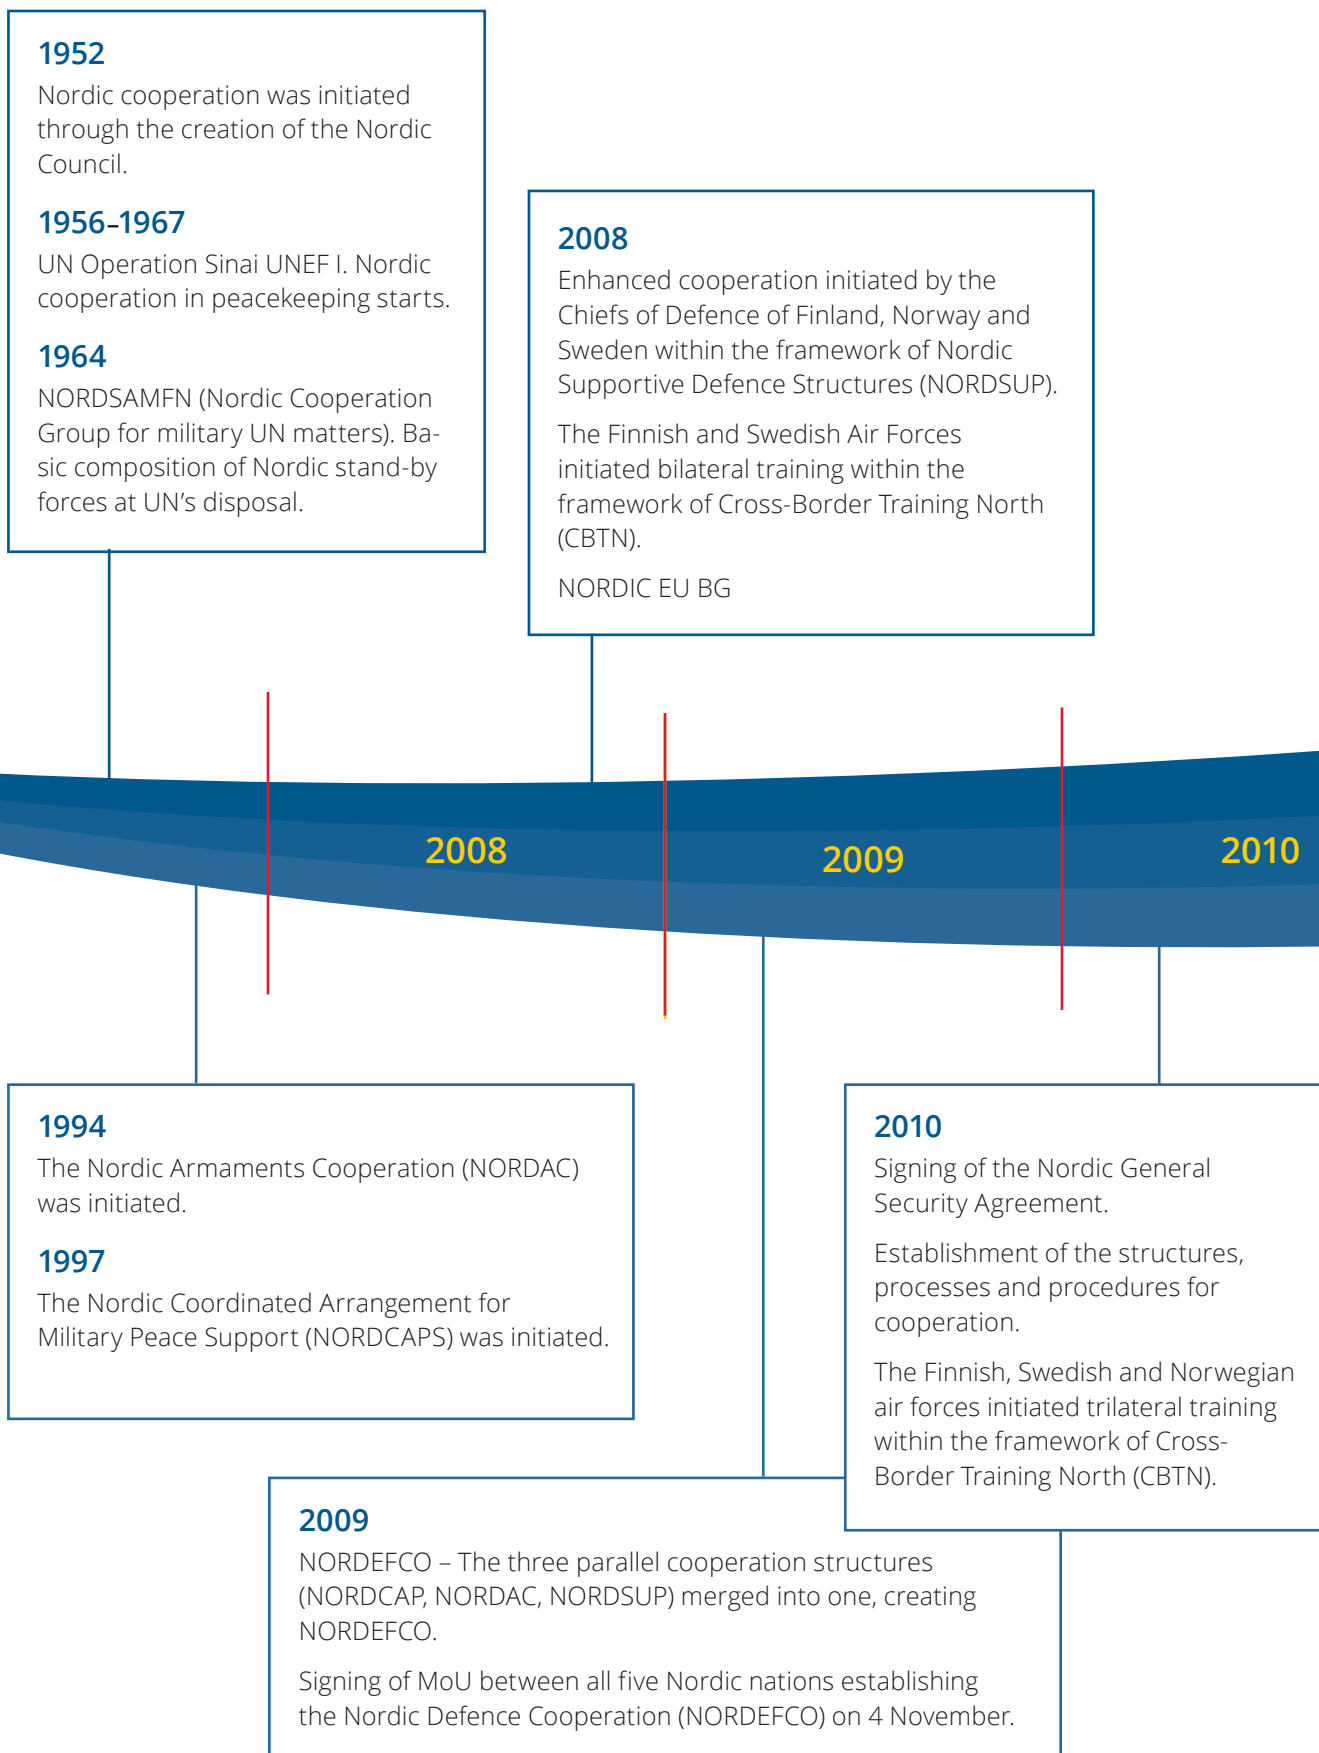 1952
Nordic cooperation was initiated
through the creation of the Nordic
Council.
1956–1967
UN Operation Sinai UNEF I. Nordic
cooperation in peacekeeping starts.
1964
NORDSAMFN (Nordic Cooperation
Group for military UN matters). Ba-
sic composition of Nordic stand-by
forces at UN’s disposal.
2008
Enhanced cooperation initiated by the
Chiefs of Defence of Finland, Norway and
Sweden within the framework of Nordic
Supportive Defence Structures (NORDSUP).
The Finnish and Swedish Air Forces
initiated bilateral training within the
framework of Cross-Border Training North
(CBTN).
NORDIC EU BG
2008
2009
2010
1994
The Nordic Armaments Cooperation (NORDAC)
was initiated.
1997
The Nordic Coordinated Arrangement for
Military Peace Support (NORDCAPS) was initiated.
2010
Signing of the Nordic General
Security Agreement.
Establishment of the structures,
processes and procedures for
cooperation.
The Finnish, Swedish and Norwegian
air forces initiated trilateral training
within the framework of Cross-
Border Training North (CBTN).
2009
NORDEFCO – The three parallel cooperation structures
(NORDCAP, NORDAC, NORDSUP) merged into one, creating
NORDEFCO.
Signing of MoU between all five Nordic nations establishing
the Nordic Defence Cooperation (NORDEFCO) on 4 November.